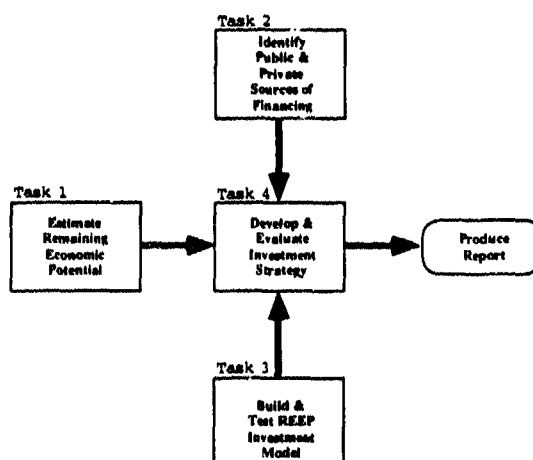 Task 2
Identify
Public &
Private
Sources of
Financing
Task 1
Estimate
Remaining
Economic
Potential
Task 4
Develop &
Evaluate
Investment
Strategy
Produce
Report
Task 3
Build &
Test REEP
Investment
Model